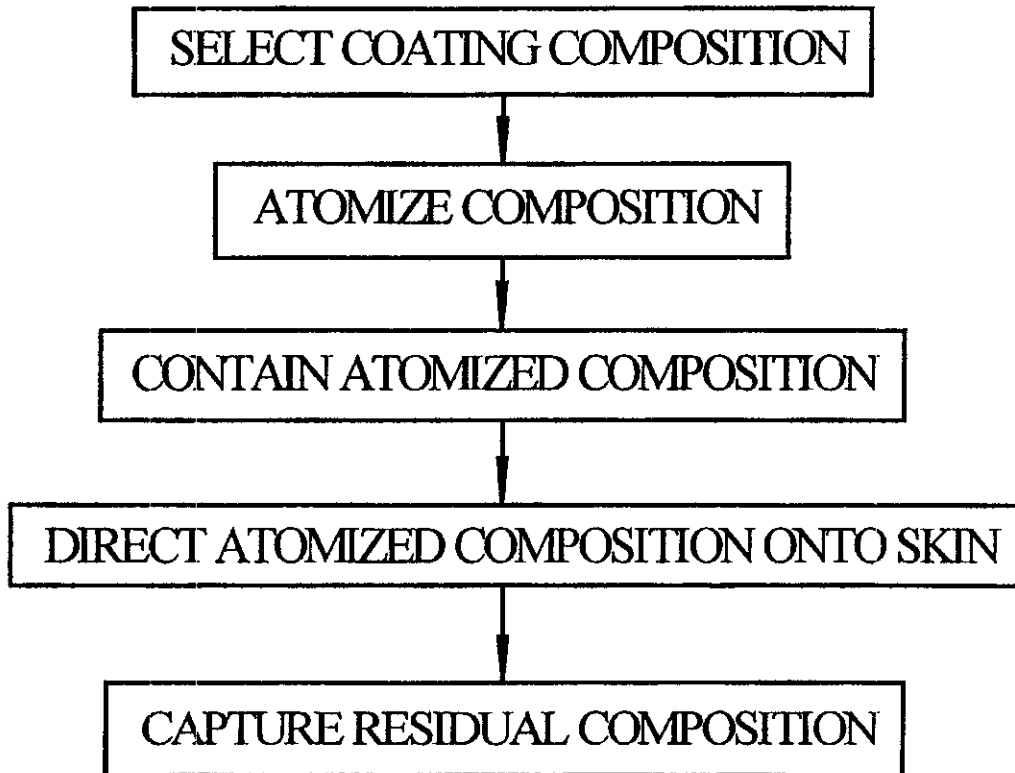 SELECT COATING COMPOSITION
ATOMIZE COMPOSITION
CONTAIN ATOMIZED COMPOSITION
DIRECT ATOMIZED COMPOSITION ONTO SKIN
CAPTURE RESIDUAL COMPOSITION